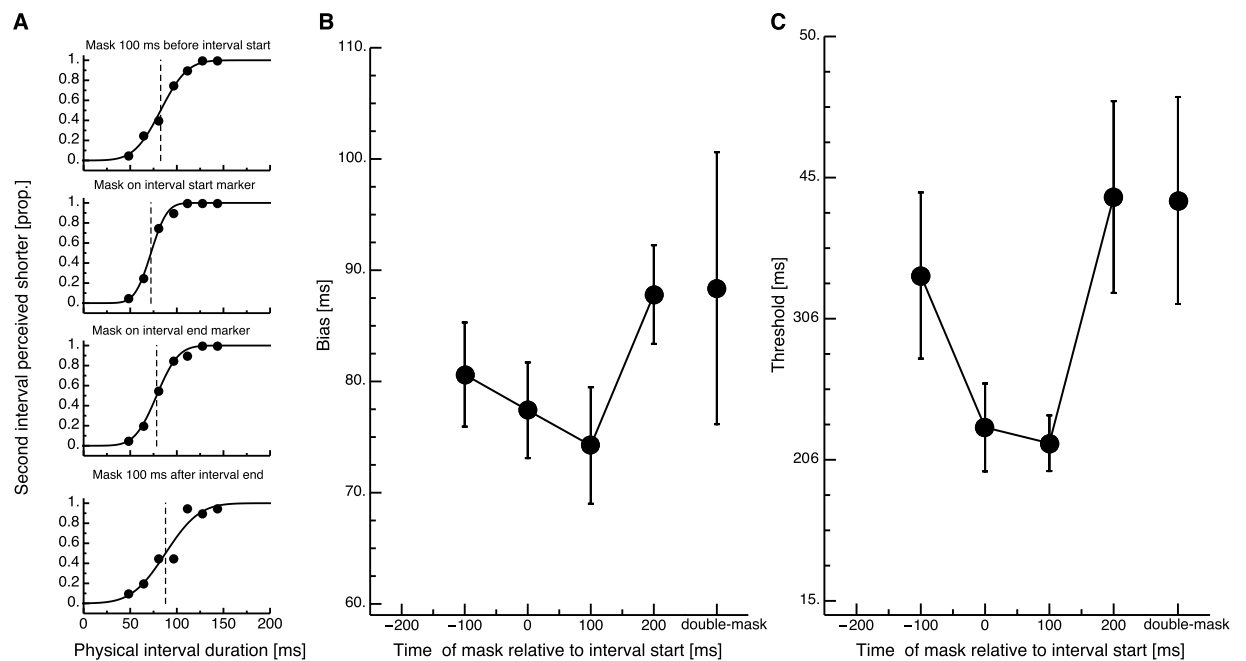 A
Mask 100 ms before interval start
1.
0.8
0.6
0.4
0.2
0.
Mask on interval start marker
1.
0.8
0.6
0.4
0.2
0.
Mask on interval end marker
1.
0.8
0.6
0.4
0.2
0.
Mask 100 ms after interval end
1.
0.8
0.6
0.4
0.2
0.
0 50 100 150 200
Second interval perceived shorter [prop.]
Physical interval duration [ms]
B
110.
100.
90.
80.
70.
60.
Bias [ms]
−200 −100 0 100 200 double-mask
Time of mask relative to interval start [ms]
C
50.
45.
306
206
15.
Threshold [ms]
−200 −100 0 100 200 double-mask
Time of mask relative to interval start [ms]